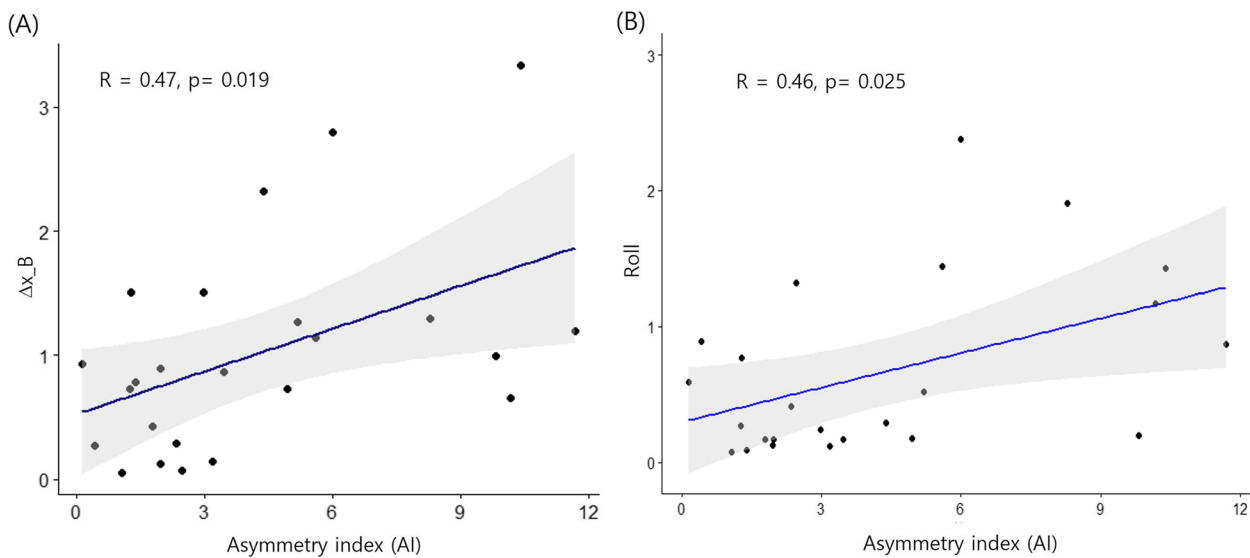 (A)
R = 0.47, p= 0.019
3
2
1
0
Δx_B
0 3 6 9 12
Asymmetry index (AI)
(B)
R = 0.46, p= 0.025
3
2
1
0
Roll
0 3 6 9 12
Asymmetry index (AI)